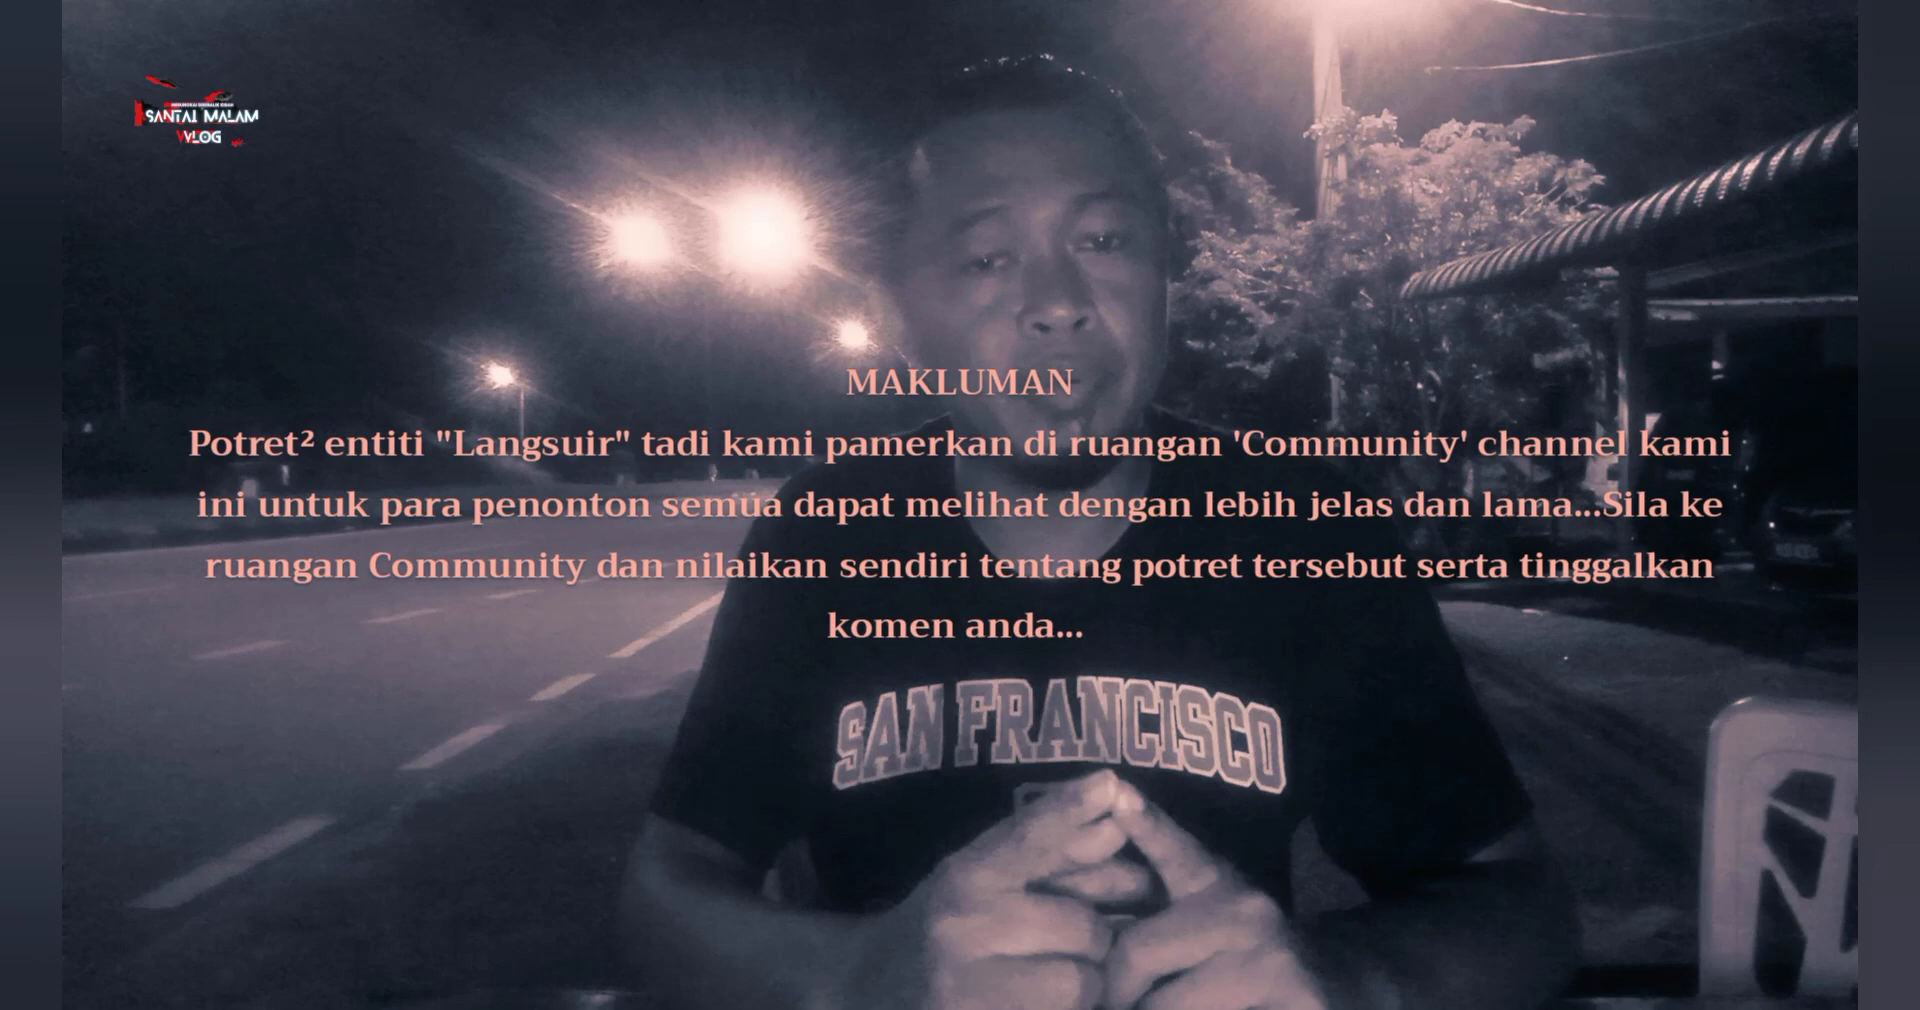 SANTAI MALAM
VLOG
MAKLUMAN
Potret² entiti "Langsuir" tadi kami pamerkan di ruangan 'Community' channel kami
ini untuk para penonton semua dapat melihat dengan lebih jelas dan lama...Sila ke
ruangan Community dan nilaikan sendiri tentang potret tersebut serta tinggalkan
komen anda...
SAN FRANCISCO